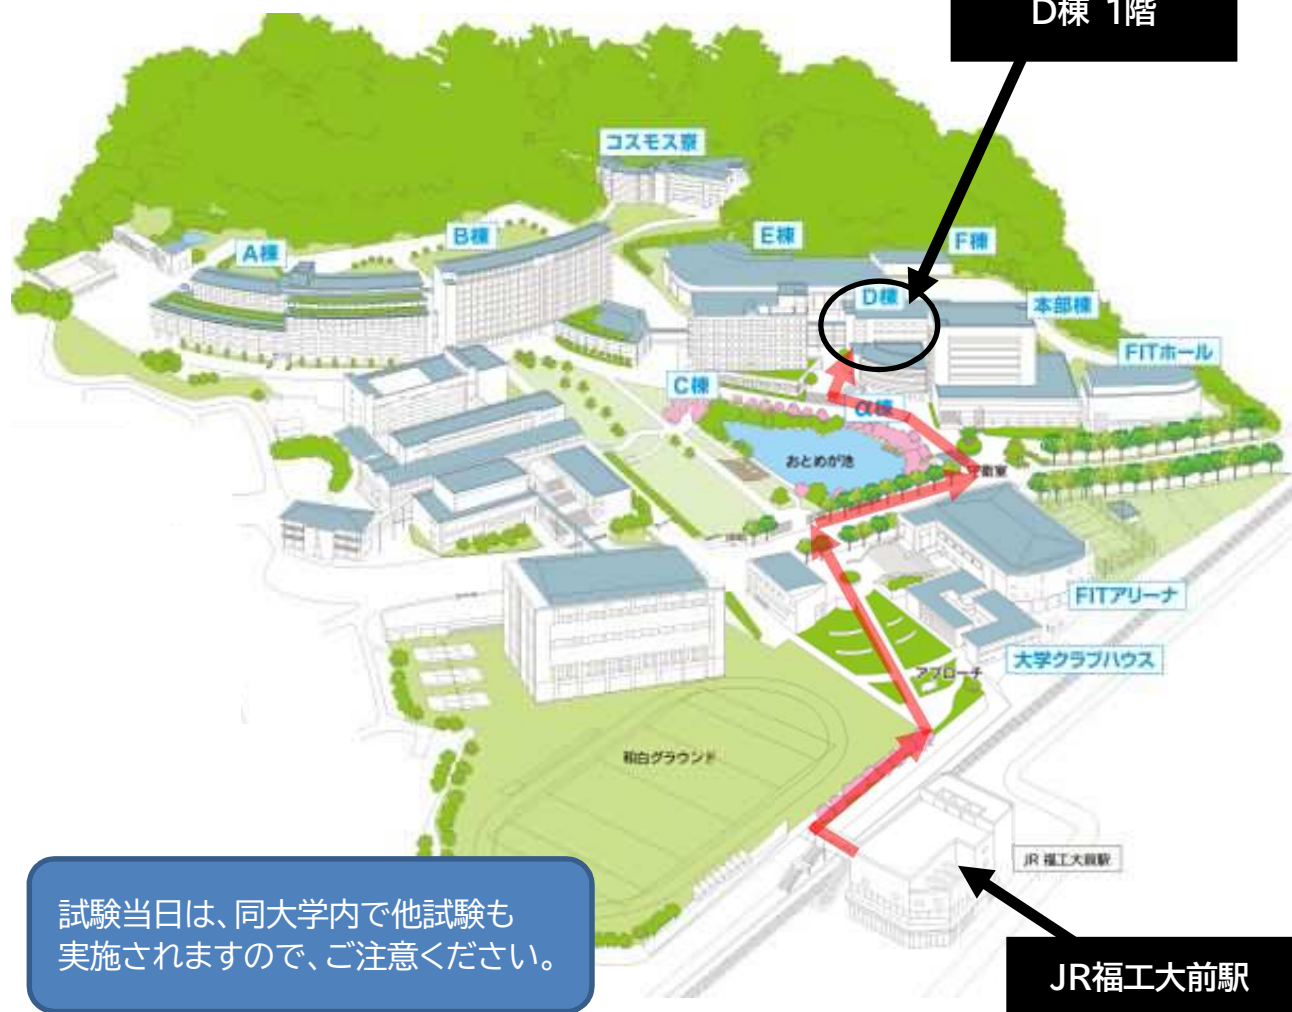 D棟 1階
コスモス寮
A棟
B棟
E棟
F棟
D棟
本部棟
FITホール
C棟
α棟
おとめが池
守衛室
FITアリーナ
大学クラブハウス
アプローチ
和白グラウンド
JR 福工大前駅
試験当日は、同大学内で他試験も
実施されますので、ご注意ください。
JR福工大前駅